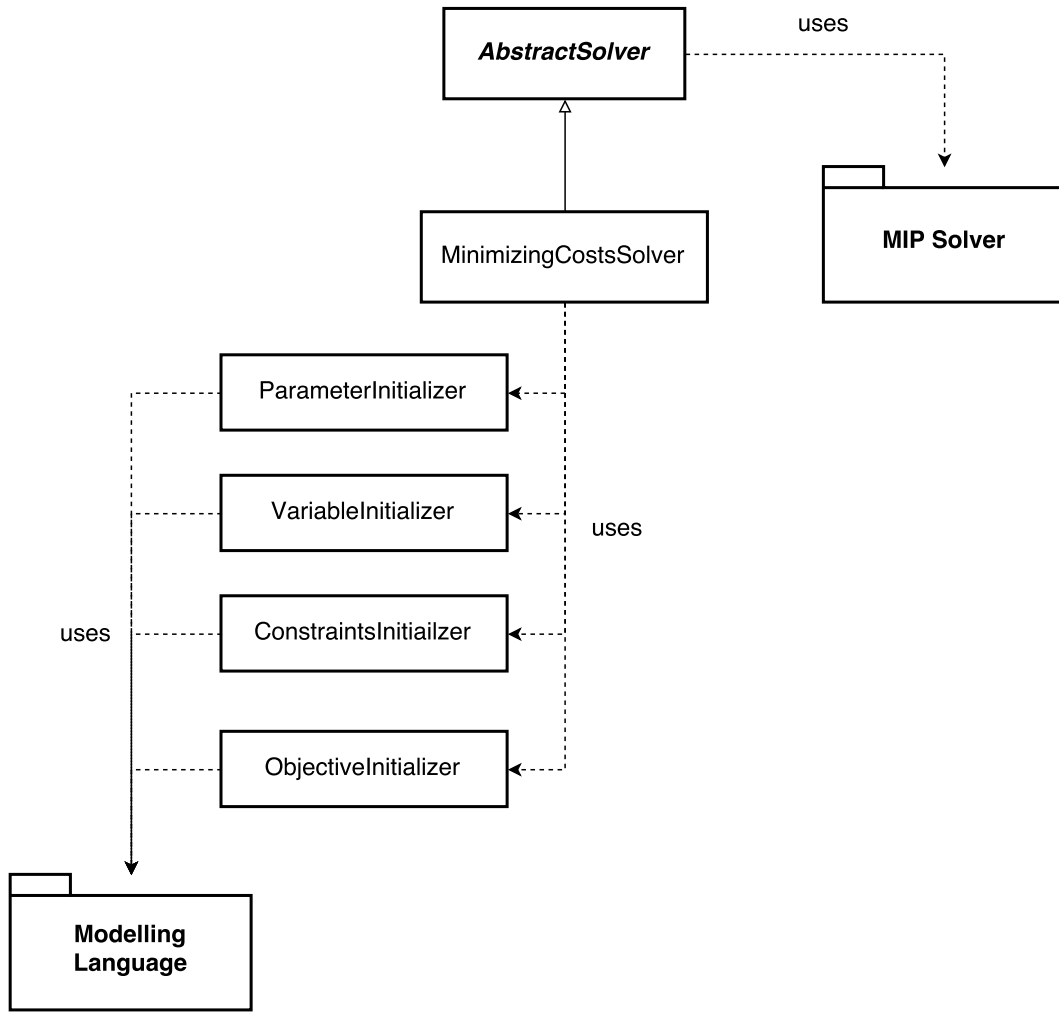 AbstractSolver
uses
MIP Solver
MinimizingCostsSolver
ParameterInitializer
VariableInitializer
uses
ConstraintsInitiailzer
uses
ObjectiveInitializer
Modelling
Language